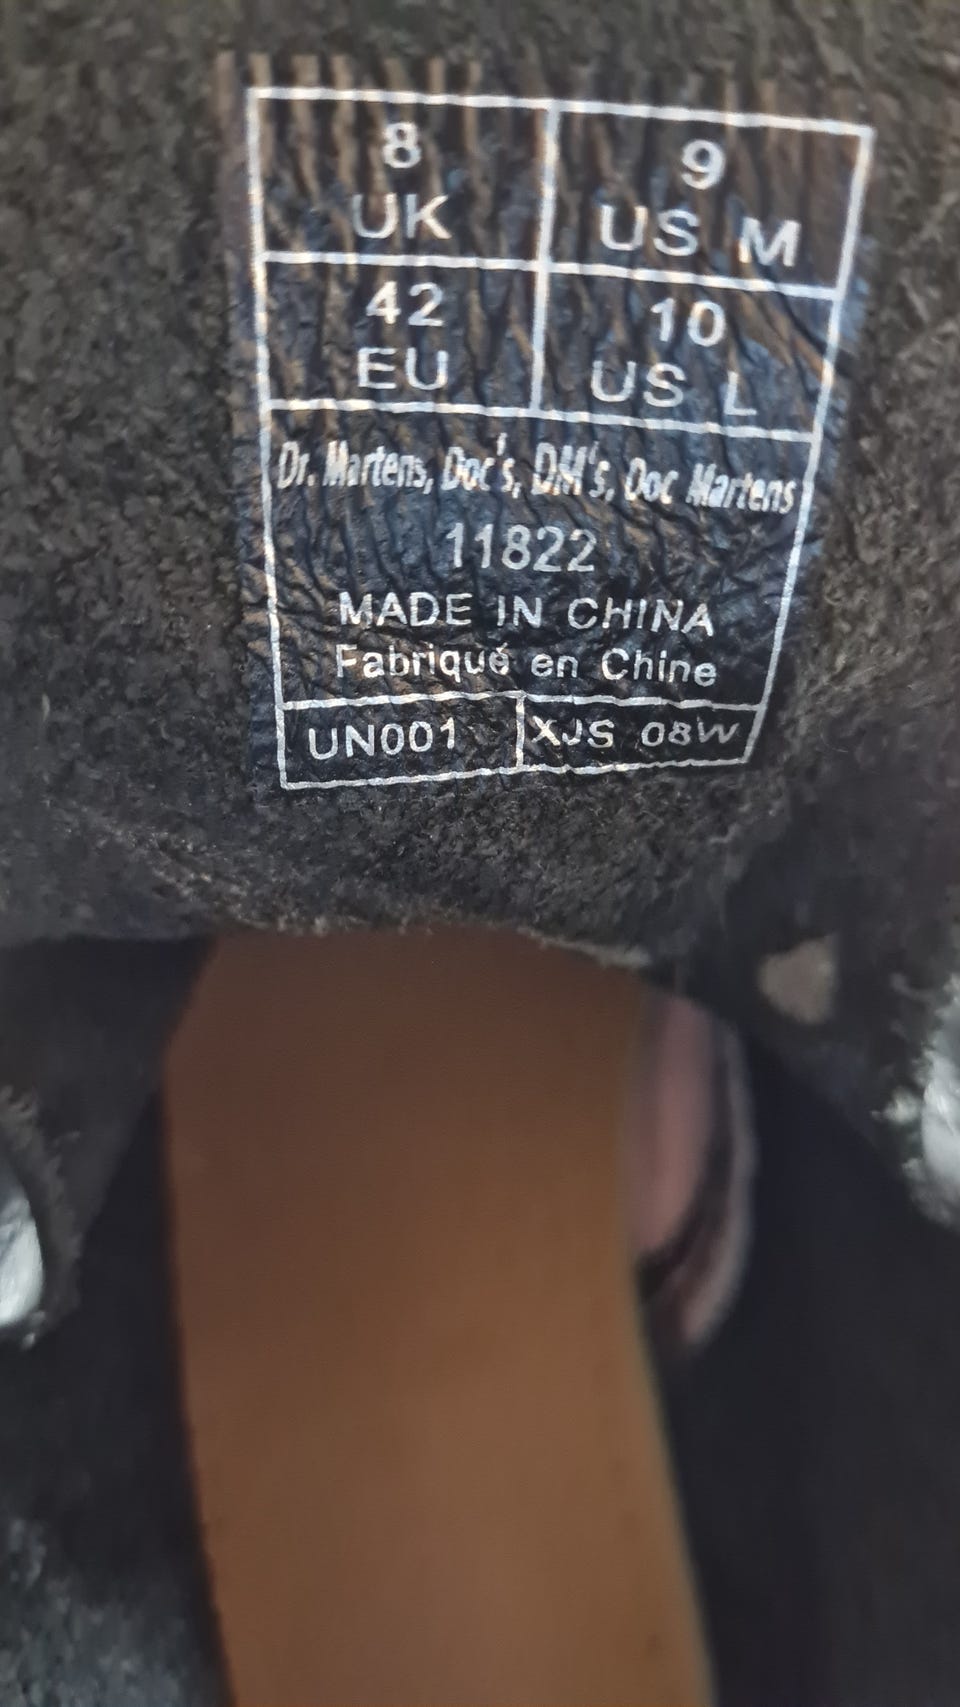 8
UK
9
US M
42
EU
10
US L
Dr. Martens, Doc's, DM's, Doc Martens
11822
MADE IN CHINA
Fabriqué en Chine
UN001
XJS 08W